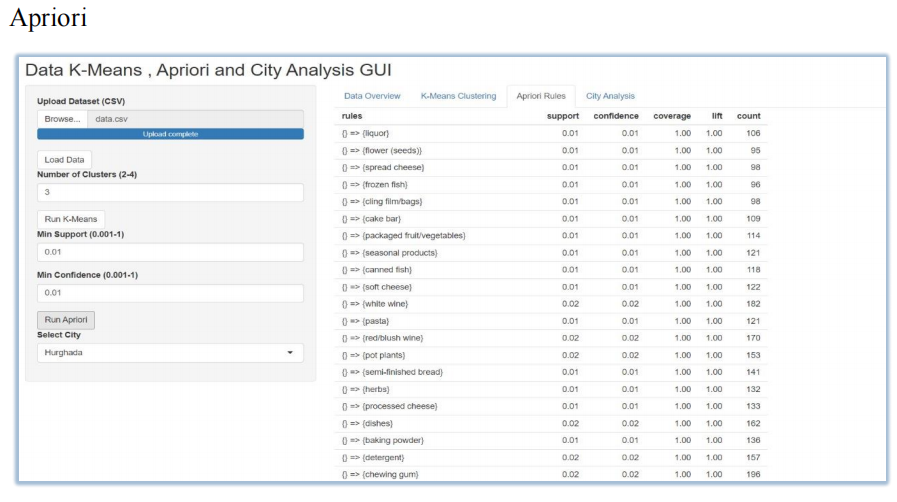 Apriori
Data K-Means , Apriori and City Analysis GUI
Upload Dataset (CSV)
Browse... data.csv
Upload complete
Load Data
Number of Clusters (2-4)
3
Run K-Means
Min Support (0.001-1)
0.01
Min Confidence (0.001-1)
0.01
Run Apriori
Select City
Hurghada
Data Overview K-Means Clustering Apriori Rules City Analysis
rules support confidence coverage lift count
{} => {liquor} 0.01 0.01 1.00 1.00 106
{} => {flower (seeds)} 0.01 0.01 1.00 1.00 95
{} => {spread cheese} 0.01 0.01 1.00 1.00 98
{} => {frozen fish} 0.01 0.01 1.00 1.00 96
{} => {cling film/bags} 0.01 0.01 1.00 1.00 98
{} => {cake bar} 0.01 0.01 1.00 1.00 109
{} => {packaged fruit/vegetables} 0.01 0.01 1.00 1.00 114
{} => {seasonal products} 0.01 0.01 1.00 1.00 121
{} => {canned fish} 0.01 0.01 1.00 1.00 118
{} => {soft cheese} 0.01 0.01 1.00 1.00 122
{} => {white wine} 0.02 0.02 1.00 1.00 182
{} => {pasta} 0.01 0.01 1.00 1.00 121
{} => {red/blush wine} 0.02 0.02 1.00 1.00 170
{} => {pot plants} 0.02 0.02 1.00 1.00 153
{} => {semi-finished bread} 0.01 0.01 1.00 1.00 141
{} => {herbs} 0.01 0.01 1.00 1.00 132
{} => {processed cheese} 0.01 0.01 1.00 1.00 133
{} => {dishes} 0.02 0.02 1.00 1.00 162
{} => {baking powder} 0.01 0.01 1.00 1.00 136
{} => {detergent} 0.02 0.02 1.00 1.00 157
{} => {chewing gum} 0.02 0.02 1.00 1.00 196